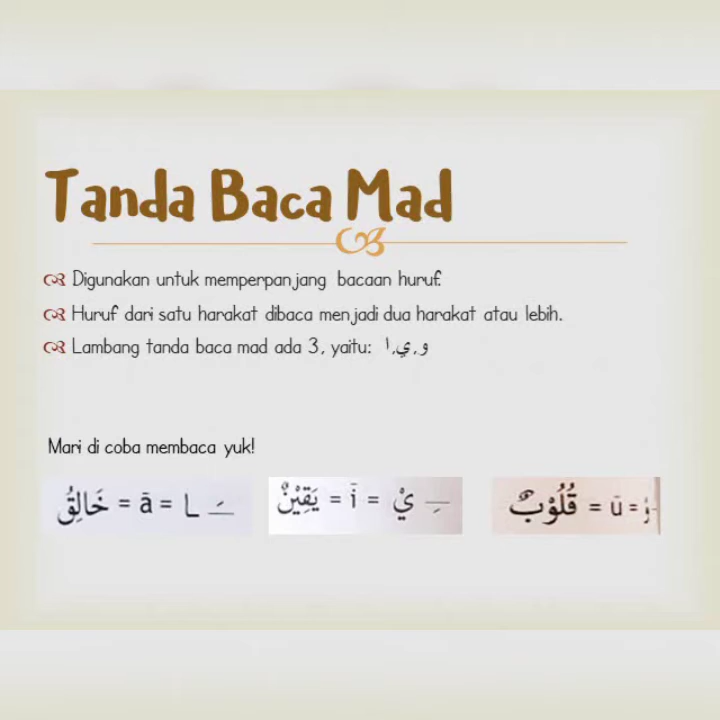 Tanda Baca Mad
Digunakan untuk memperpanjang bacaan huruf.
Huruf dari satu harakat dibaca menjadi dua harakat atau lebih.
Lambang tanda baca mad ada 3, yaitu: و,ي,ا
Mari di coba membaca yuk!
خَالِقُ = ā = ـَـ ـا
يَقِيْنٌ = ī = ـِـ يْ
قُلُوْبٌ = ū =